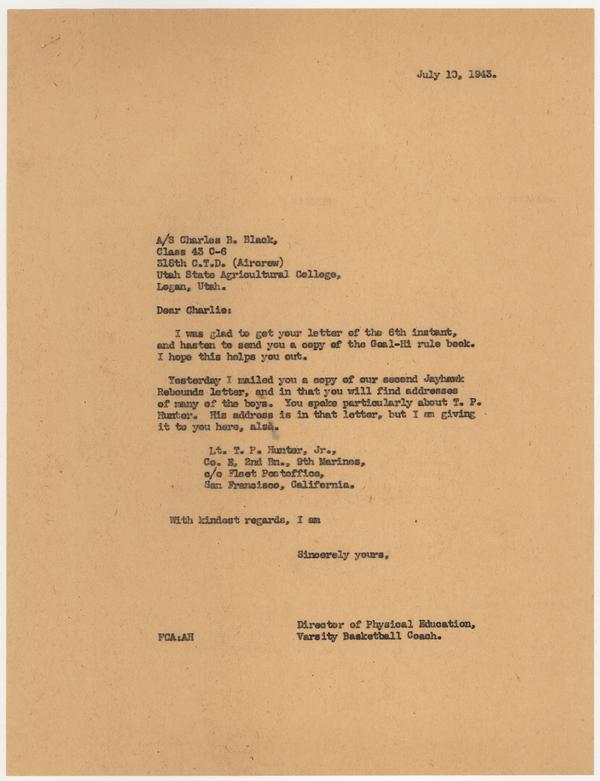 July 10, 1943.
A/S Charles B. Black,
Class 43 C-6
318th C.T.D. (Aircrew)
Utah State Agricultural College,
Logan, Utah.
Dear Charlie:
I was glad to get your letter of the 6th instant,
and hasten to send you a copy of the Goal-Hi rule book.
I hope this helps you out.
Yesterday I mailed you a copy of our second Jayhawk
Rebounds letter, and in that you will find addresses
of many of the boys. You spoke particularly about T. P.
Hunter. His address is in that letter, but I am giving
it to you here, also.
Lt. T. P. Hunter, Jr.,
Co. E, 2nd Bn., 9th Marines,
c/o Fleet Postoffice,
San Francisco, California.
With kindest regards, I am
Sincerely yours,
Director of Physical Education,
FCA:AH Varsity Basketball Coach.